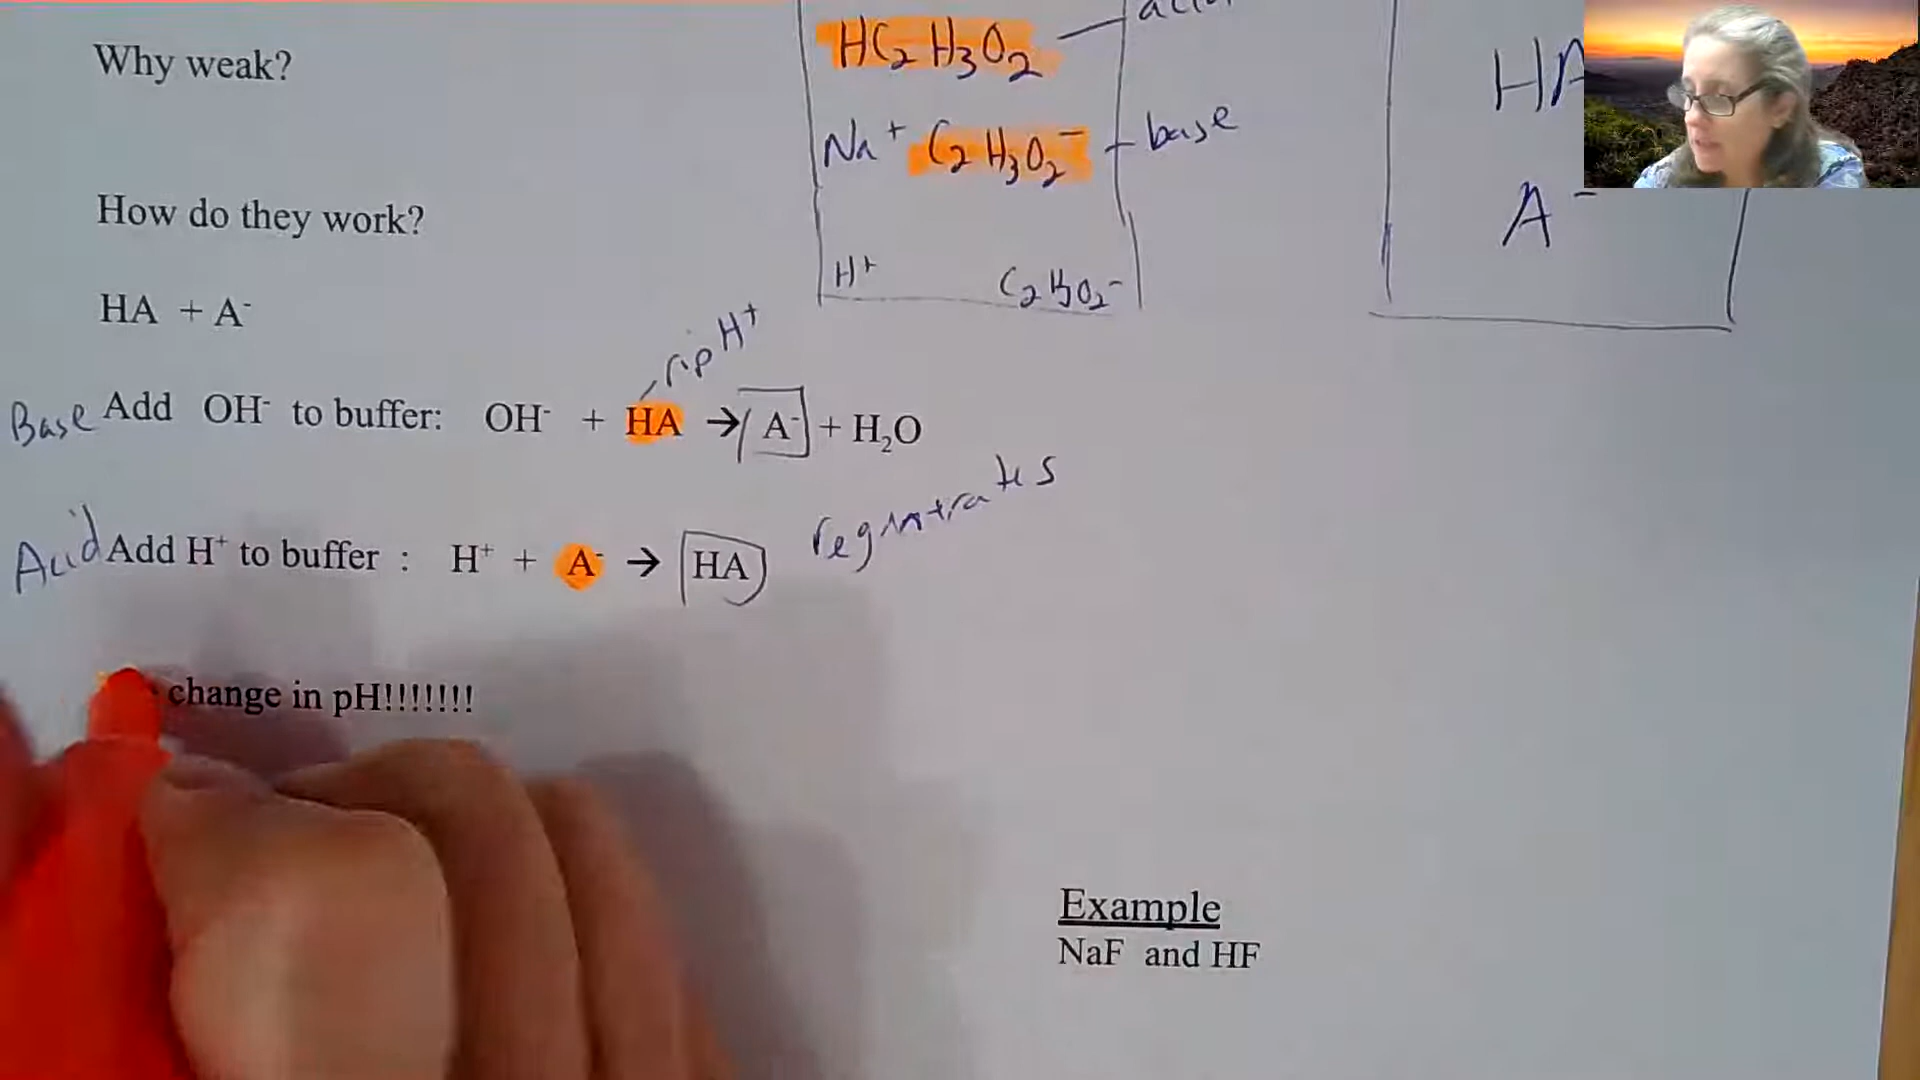 HC₂H₃O₂
Why weak?
Na⁺ C₂H₃O₂⁻ base
HA
A⁻
How do they work?
H⁺ C₂H₃O₂⁻
HA + A⁻
rip H⁺
Base Add OH⁻ to buffer: OH⁻ + HA → A⁻ + H₂O
regintrates
Acid Add H⁺ to buffer : H⁺ + A⁻ → HA
change in pH!!!!!!!
Example
NaF and HF